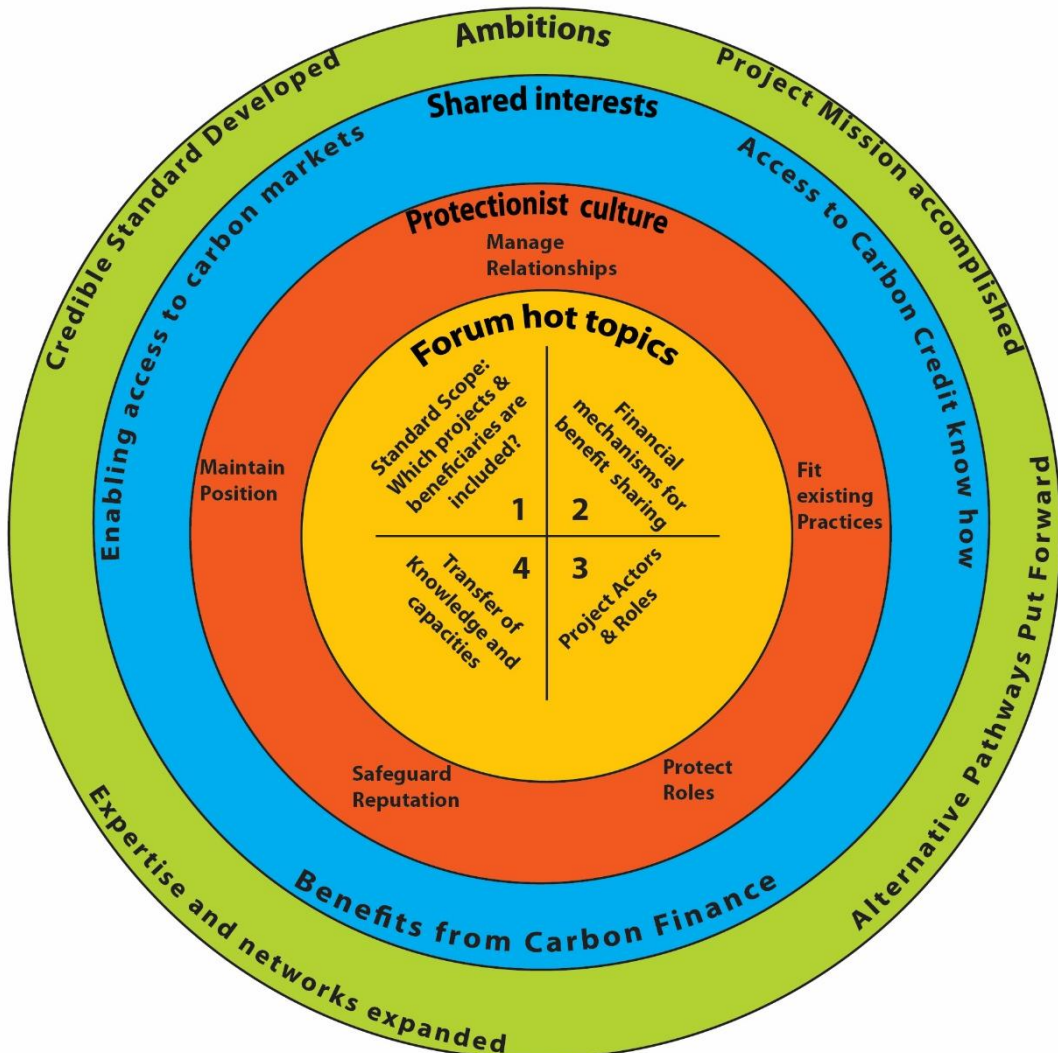 Ambitions
Credible Standard Developed
Project Mission accomplished
Alternative Pathways Put Forward
Expertise and networks expanded
Shared interests
Enabling access to carbon markets
Access to Carbon Credit know how
Benefits from Carbon Finance
Protectionist culture
Manage
Relationships
Maintain
Position
Fit
existing
Practices
Safeguard
Reputation
Protect
Roles
Forum hot topics
Standard Scope:
Which projects &
beneficiaries are
included?
1
Financial
mechanisms for
benefit sharing
2
4
Transfer of
Knowledge and
capacities
3
Project Actors
& Roles